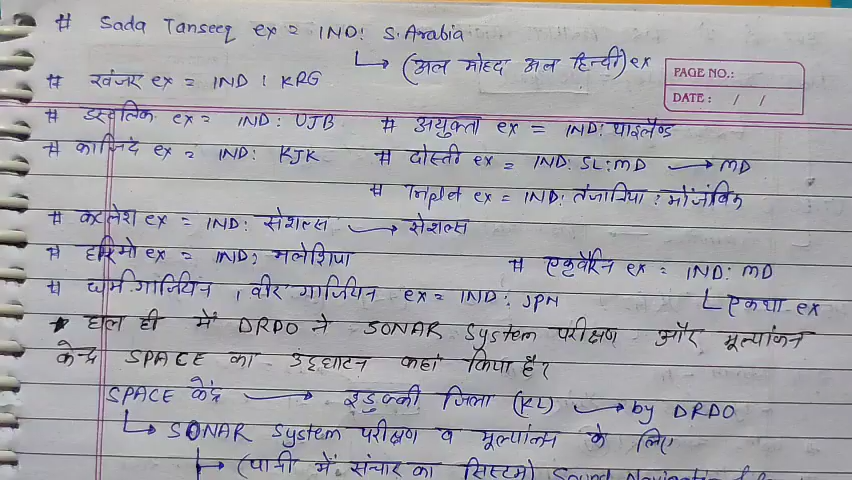 # Sada Tanseeq ex = IND: S. Arabia
↳ (अल मोहद अल हिन्दी) ex
PAGE NO.:
DATE: / /
# खंजर ex = IND : KRG
# डस्तलिक ex = IND: UJB # अयुक्ता ex = IND: थाइलैण्ड
# काजिंद ex = IND: KJK # दोस्ती ex = IND: SL: MD → MD
# Triplet ex = IND: तंजानिया : मोजंबिक
# कटलेश ex = IND: सेशल्स → सेशल्स
# हरिमो ex = IND: मलेशिया # एकुवेरिन ex = IND: MD
# धर्म गार्जियन, वीर गार्जियन ex = IND: JPN ↳ एकथा ex
* हाल ही में DRDO ने SONAR System परीक्षण और मूल्यांकन
केन्द्र SPACE का उद्घाटन कहां किया है?
SPACE केंद्र → इडुक्की जिला (KL) → by DRDO
↳ SONAR System परीक्षण व मूल्यांकन के लिए
↳ (पानी में संचार का सिस्टम) Sound Navigation